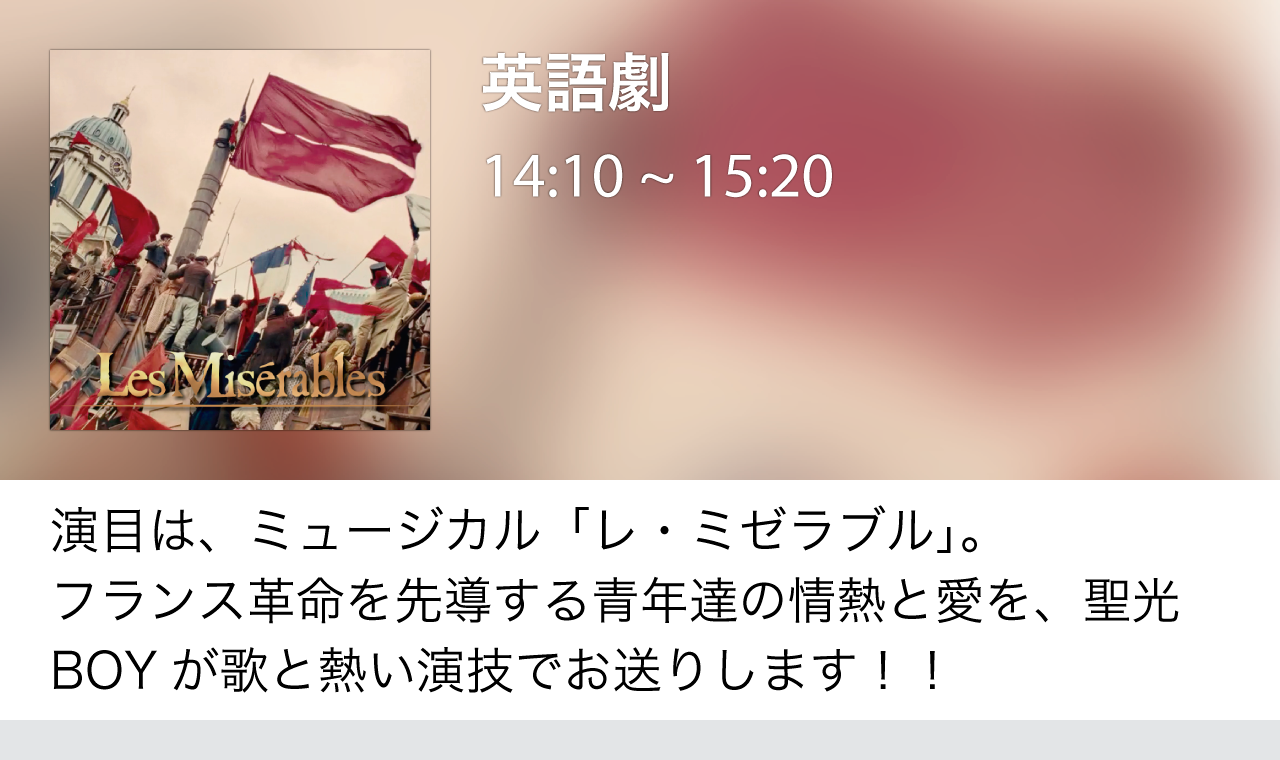 英語劇
14:10 ~ 15:20
Les Misérables
演目は、ミュージカル「レ・ミゼラブル」。
フランス革命を先導する青年達の情熱と愛を、聖光
BOY が歌と熱い演技でお送りします！！